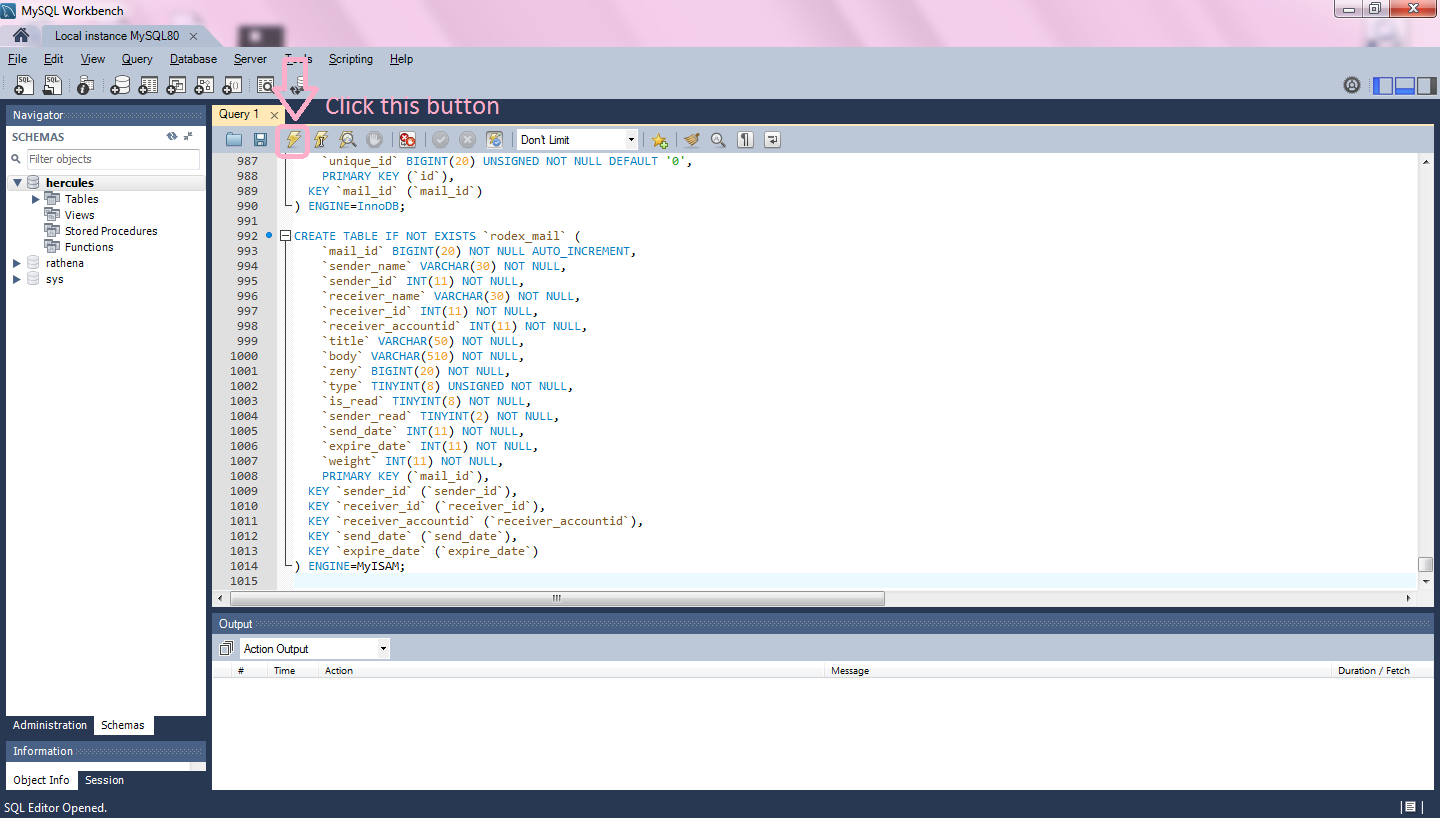 MySQL Workbench
Local instance MySQL80
File Edit View Query Database Server Tools Scripting Help
Click this button
Navigator
SCHEMAS
Filter objects
hercules
Tables
Views
Stored Procedures
Functions
rathena
sys
Administration Schemas
Information
Object Info Session
Query 1
Don't Limit
987 `unique_id` BIGINT(20) UNSIGNED NOT NULL DEFAULT '0',
988 PRIMARY KEY (`id`),
989 KEY `mail_id` (`mail_id`)
990 ) ENGINE=InnoDB;
991
992 CREATE TABLE IF NOT EXISTS `rodex_mail` (
993 `mail_id` BIGINT(20) NOT NULL AUTO_INCREMENT,
994 `sender_name` VARCHAR(30) NOT NULL,
995 `sender_id` INT(11) NOT NULL,
996 `receiver_name` VARCHAR(30) NOT NULL,
997 `receiver_id` INT(11) NOT NULL,
998 `receiver_accountid` INT(11) NOT NULL,
999 `title` VARCHAR(50) NOT NULL,
1000 `body` VARCHAR(510) NOT NULL,
1001 `zeny` BIGINT(20) NOT NULL,
1002 `type` TINYINT(8) UNSIGNED NOT NULL,
1003 `is_read` TINYINT(8) NOT NULL,
1004 `sender_read` TINYINT(2) NOT NULL,
1005 `send_date` INT(11) NOT NULL,
1006 `expire_date` INT(11) NOT NULL,
1007 `weight` INT(11) NOT NULL,
1008 PRIMARY KEY (`mail_id`),
1009 KEY `sender_id` (`sender_id`),
1010 KEY `receiver_id` (`receiver_id`),
1011 KEY `receiver_accountid` (`receiver_accountid`),
1012 KEY `send_date` (`send_date`),
1013 KEY `expire_date` (`expire_date`)
1014 ) ENGINE=MyISAM;
1015
Output
Action Output
# Time Action Message Duration / Fetch
SQL Editor Opened.